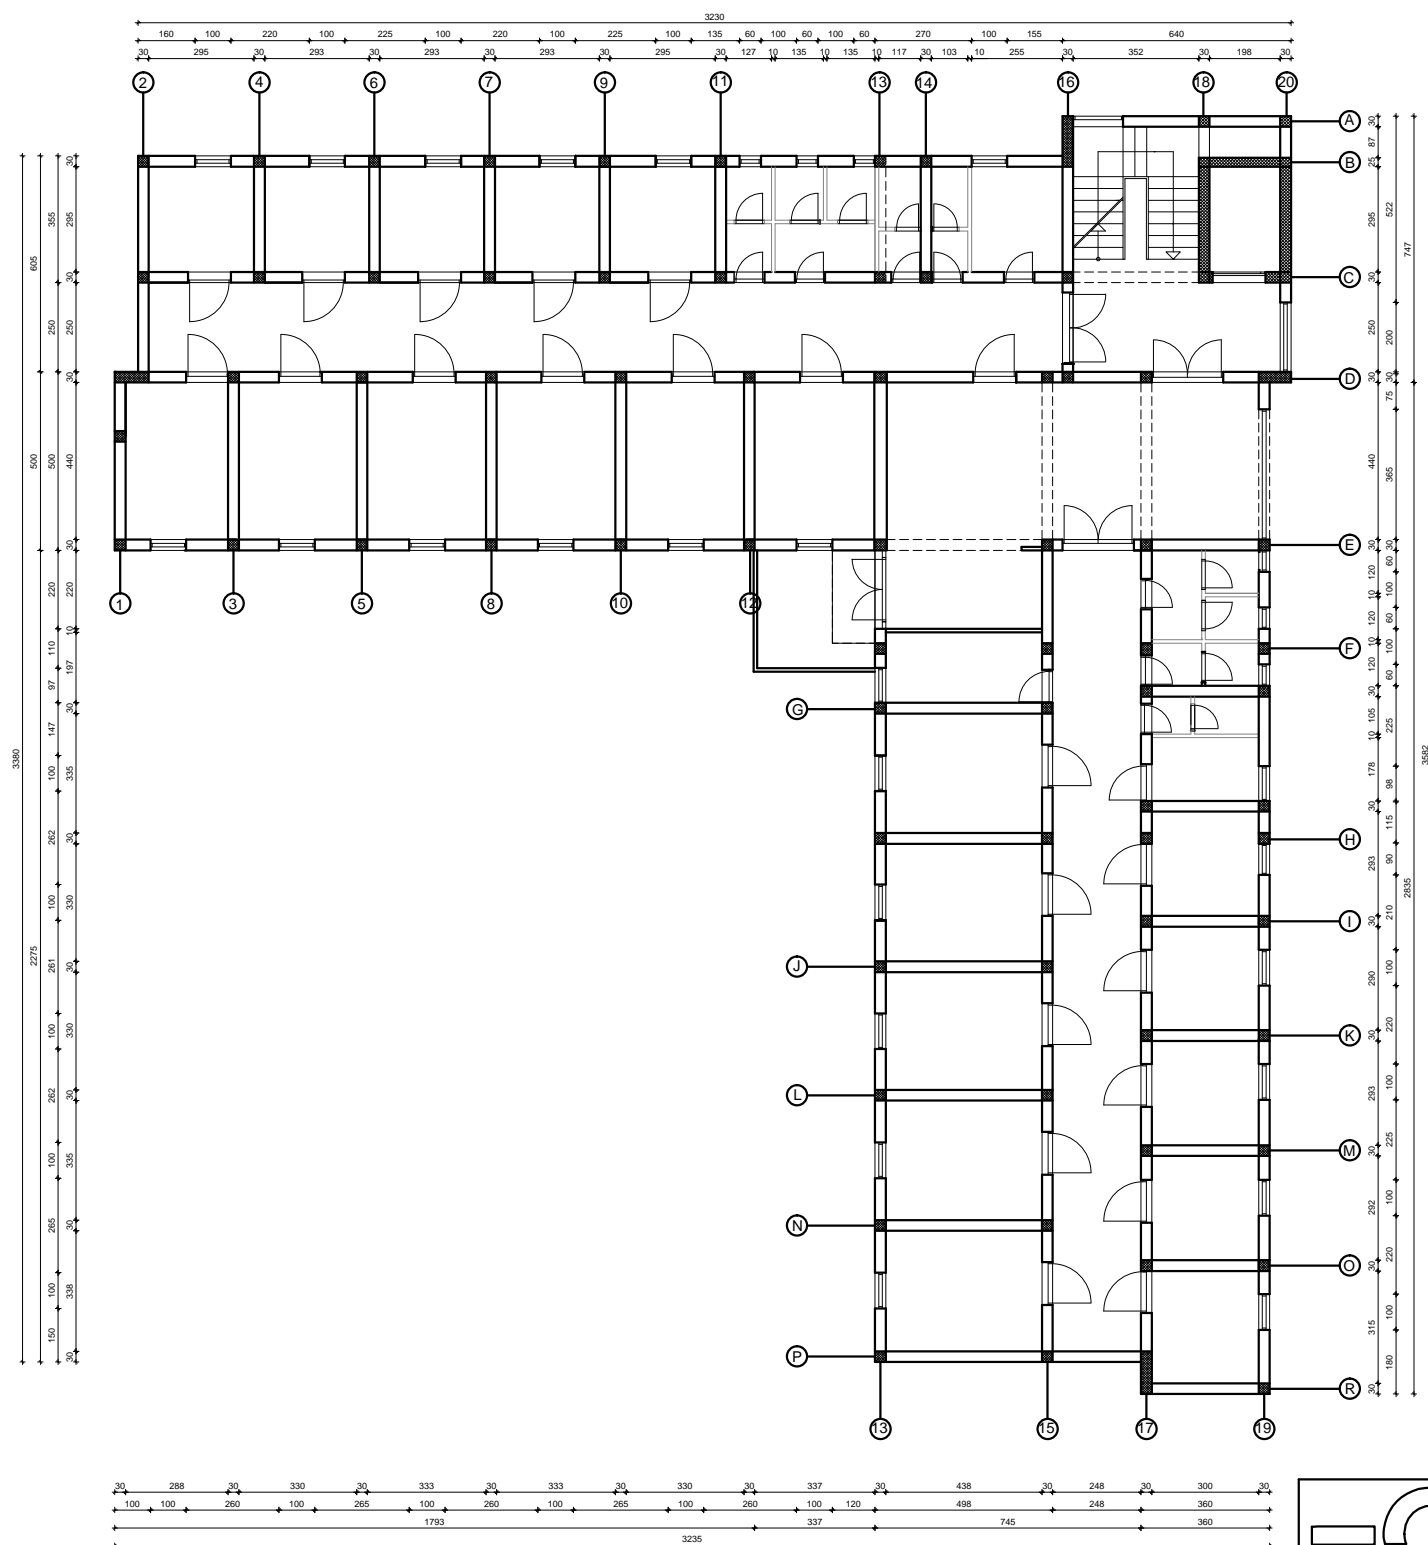 3230
160 100 220 100 225 100 220 100 225 100 135 60 100 60 100 60 270 100 155 640
30 295 30 293 30 293 30 293 30 295 30 127 10 135 10 135 10 117 30 103 10 255 30 352 30 198 30
2 4 6 7 9 11 13 14 16 18 20
A
B
C
D
E
F
G
H
I
J
K
L
M
N
O
P
R
1 3 5 8 10 12
13 15 17 19
3380
605 500 2275
355 250 500 220 110 97 147 100 262 100 261 100 262 100 265 100 150
30 295 30 250 30 440 30 220 10 197 30 335 30 330 30 330 30 335 30 338 30
30 87 25 295 30 250 30 440 30 120 10 120 10 120 30 105 10 178 30 293 30 290 30 293 30 292 30 315 30
522 200 30 75 365 30 60 100 60 100 60 225 98 115 90 210 100 220 100 225 100 220 100 180
747 2835
3582
30 288 30 330 30 333 30 333 30 330 30 337 30 438 30 248 30 300 30
100 100 260 100 265 100 260 100 265 100 260 100 120 498 248 360
1793 337 745 360
3235